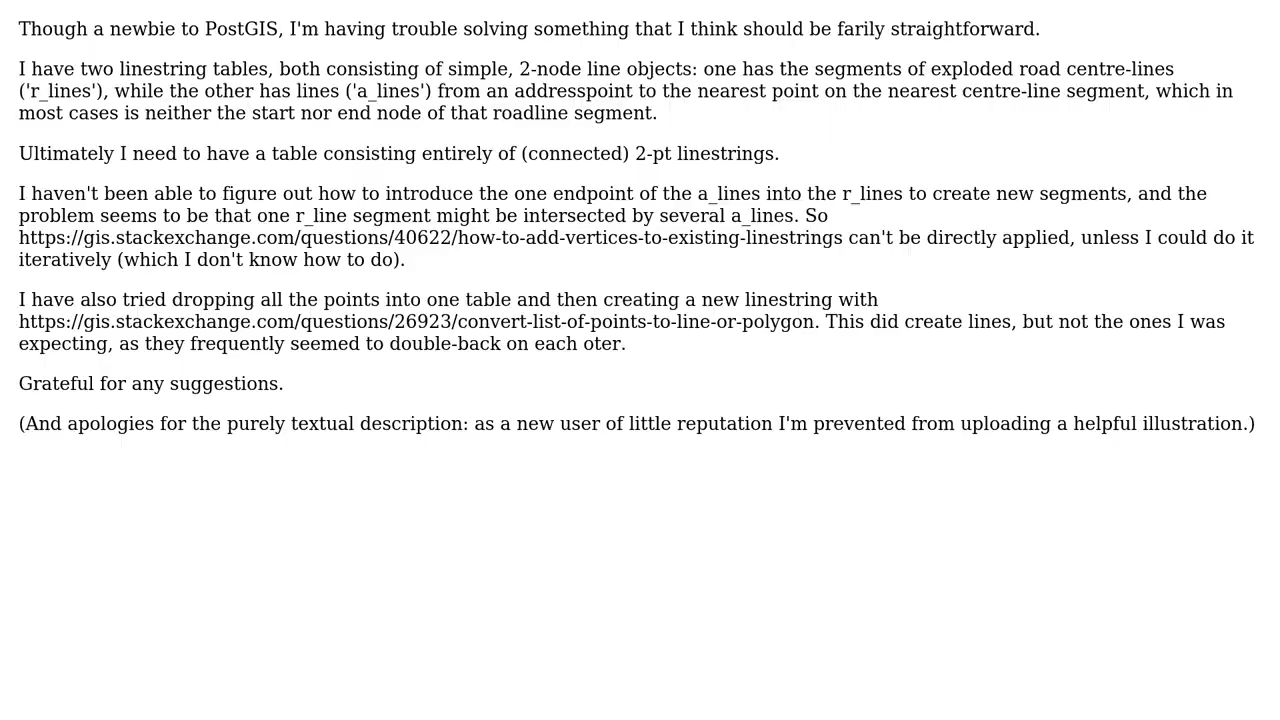 Though a newbie to PostGIS, I'm having trouble solving something that I think should be farily straightforward.
I have two linestring tables, both consisting of simple, 2-node line objects: one has the segments of exploded road centre-lines
('r_lines'), while the other has lines ('a_lines') from an addresspoint to the nearest point on the nearest centre-line segment, which in
most cases is neither the start nor end node of that roadline segment.
Ultimately I need to have a table consisting entirely of (connected) 2-pt linestrings.
I haven't been able to figure out how to introduce the one endpoint of the a_lines into the r_lines to create new segments, and the
problem seems to be that one r_line segment might be intersected by several a_lines. So
https://gis.stackexchange.com/questions/40622/how-to-add-vertices-to-existing-linestrings can't be directly applied, unless I could do it
iteratively (which I don't know how to do).
I have also tried dropping all the points into one table and then creating a new linestring with
https://gis.stackexchange.com/questions/26923/convert-list-of-points-to-line-or-polygon. This did create lines, but not the ones I was
expecting, as they frequently seemed to double-back on each oter.
Grateful for any suggestions.
(And apologies for the purely textual description: as a new user of little reputation I'm prevented from uploading a helpful illustration.)